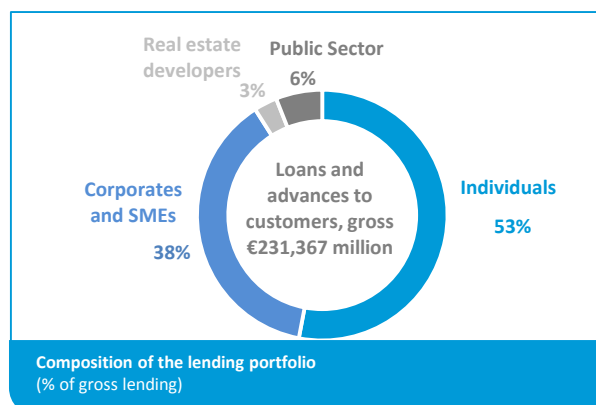 Real estate
developers
3%
Public Sector
6%
Loans and
advances to
customers, gross
€231,367 million
Individuals
53%
Corporates
and SMEs
38%
Composition of the lending portfolio
(% of gross lending)